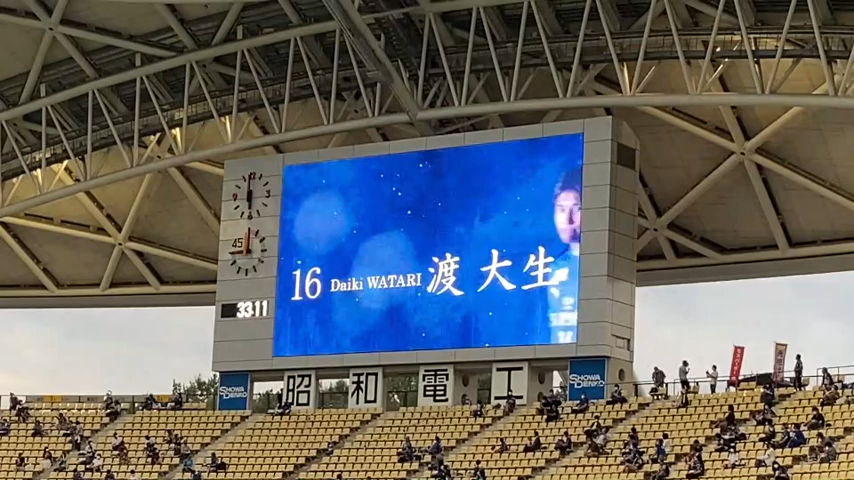 45
33.11
16 Daiki WATARI 渡 大生
SHOWA DENKO
昭和電工
SHOWA DENKO